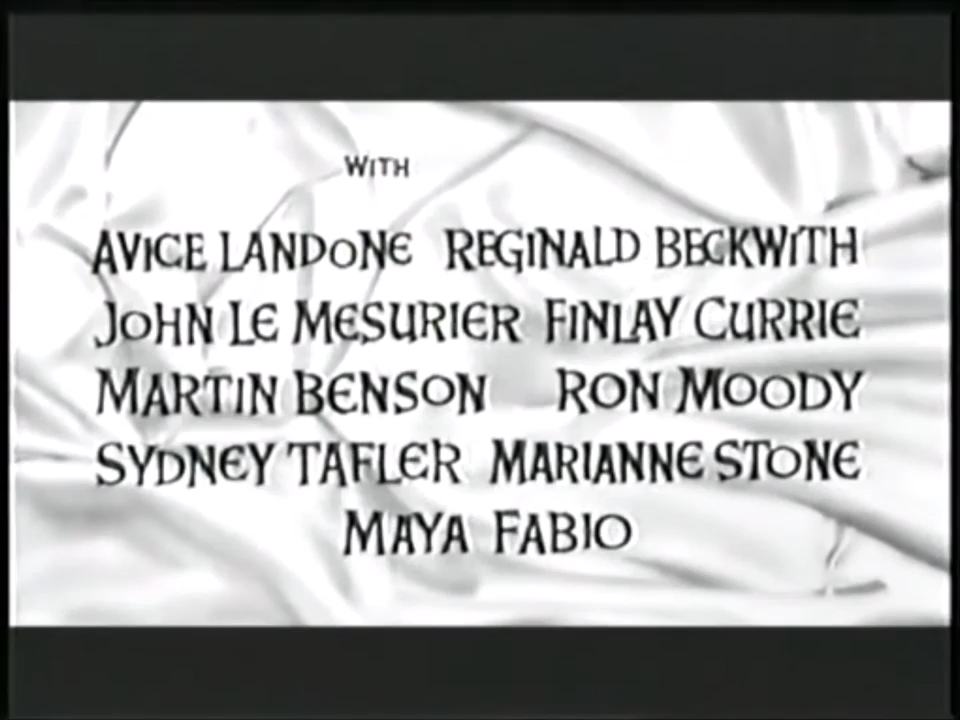 WITH
AVICE LANDONE REGINALD BECKWITH
JOHN LE MESURIER FINLAY CURRIE
MARTIN BENSON RON MOODY
SYDNEY TAFLER MARIANNE STONE
MAYA FABIO